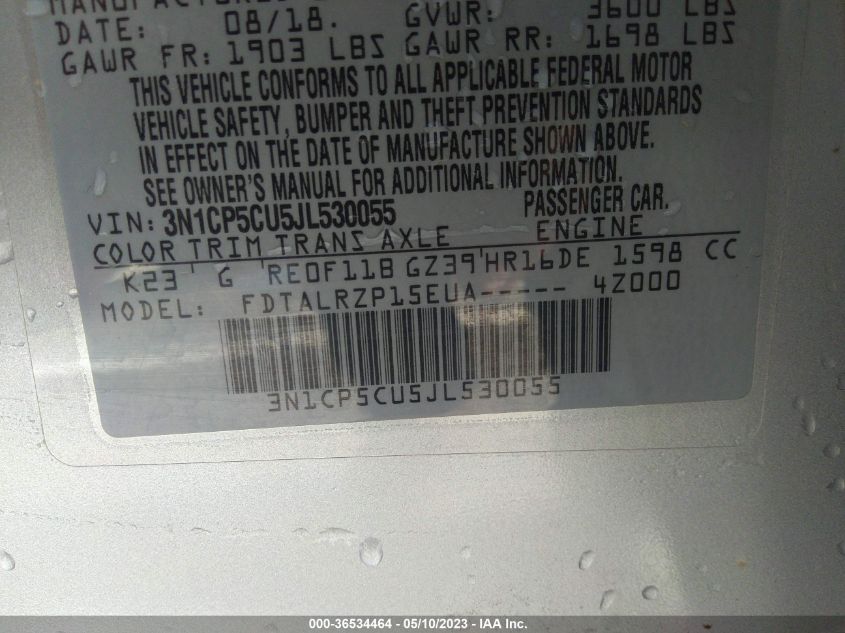 DATE: 08/18. GVWR: 3600 LBS
GAWR FR: 1903 LBS GAWR RR: 1698 LBS
THIS VEHICLE CONFORMS TO ALL APPLICABLE FEDERAL MOTOR
VEHICLE SAFETY, BUMPER AND THEFT PREVENTION STANDARDS
IN EFFECT ON THE DATE OF MANUFACTURE SHOWN ABOVE.
SEE OWNER'S MANUAL FOR ADDITIONAL INFORMATION.
VIN: 3N1CP5CU5JL530055 PASSENGER CAR.
COLOR TRIM TRANS AXLE ENGINE
K23 ' G ' RE0F11B GZ39 ' HR16DE 1598 CC
MODEL: FDTALRZP15EUA----- 4Z000
3N1CP5CU5JL530055
000-36534464 - 05/10/2023 - IAA Inc.